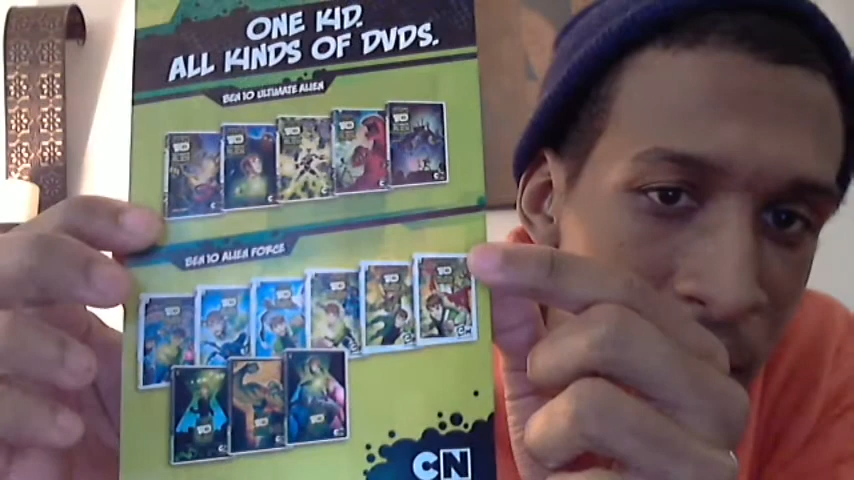 ONE KID.
ALL KINDS OF DVDS.
BEN 10 ULTIMATE ALIEN
BEN 10 ALIEN FORCE
CN